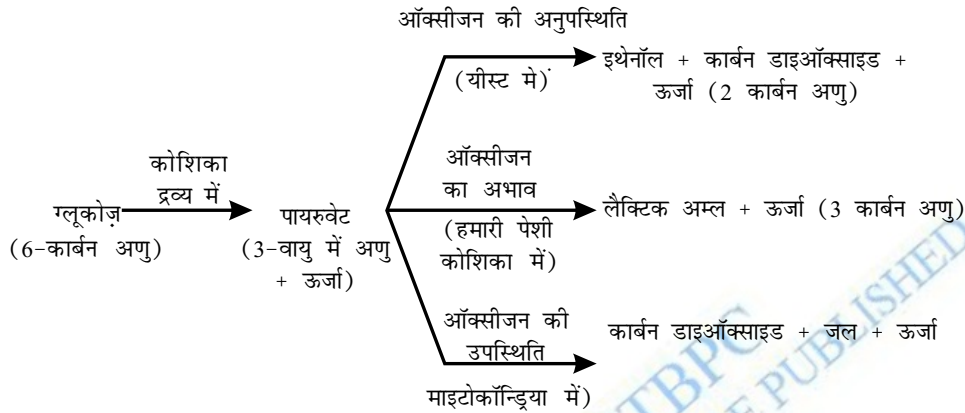 ऑक्सीजन की अनुपस्थिति
(यीस्ट में)
इथेनॉल + कार्बन डाइऑक्साइड +
ऊर्जा (2 कार्बन अणु)
कोशिका
द्रव्य में
ग्लूकोज़
(6-कार्बन अणु)
पायरुवेट
(3-वायु में अणु
+ ऊर्जा)
ऑक्सीजन
का अभाव
(हमारी पेशी
कोशिका में)
लैक्टिक अम्ल + ऊर्जा (3 कार्बन अणु)
ऑक्सीजन की
उपस्थिति
माइटोकॉन्ड्रिया में)
कार्बन डाइऑक्साइड + जल + ऊर्जा
TBPC
E PUBLISHED